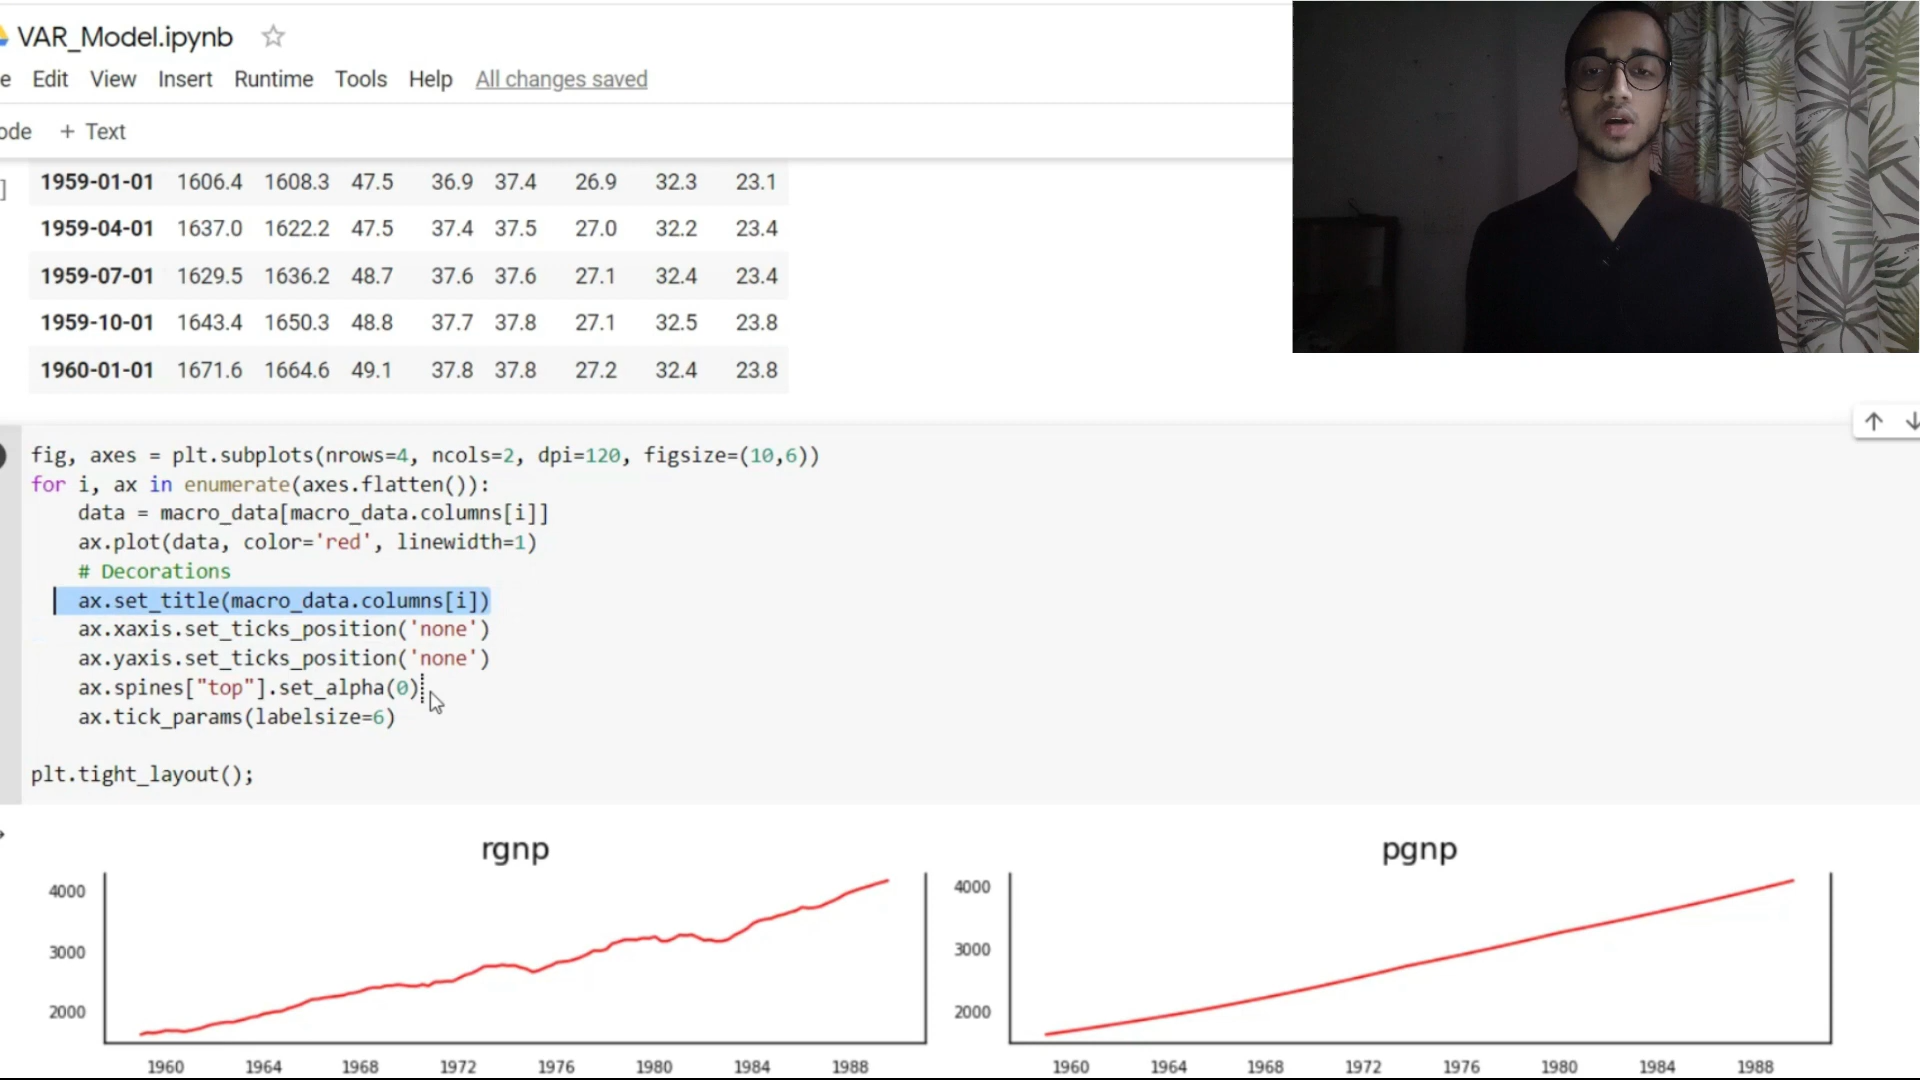 VAR_Model.ipynb
e Edit View Insert Runtime Tools Help All changes saved
ode + Text
]
1959-01-01 1606.4 1608.3 47.5 36.9 37.4 26.9 32.3 23.1
1959-04-01 1637.0 1622.2 47.5 37.4 37.5 27.0 32.2 23.4
1959-07-01 1629.5 1636.2 48.7 37.6 37.6 27.1 32.4 23.4
1959-10-01 1643.4 1650.3 48.8 37.7 37.8 27.1 32.5 23.8
1960-01-01 1671.6 1664.6 49.1 37.8 37.8 27.2 32.4 23.8
fig, axes = plt.subplots(nrows=4, ncols=2, dpi=120, figsize=(10,6))
for i, ax in enumerate(axes.flatten()):
data = macro_data[macro_data.columns[i]]
ax.plot(data, color='red', linewidth=1)
# Decorations
ax.set_title(macro_data.columns[i])
ax.xaxis.set_ticks_position('none')
ax.yaxis.set_ticks_position('none')
ax.spines["top"].set_alpha(0)
ax.tick_params(labelsize=6)
plt.tight_layout();
rgnp
4000
3000
2000
1960 1964 1968 1972 1976 1980 1984 1988
pgnp
4000
3000
2000
1960 1964 1968 1972 1976 1980 1984 1988